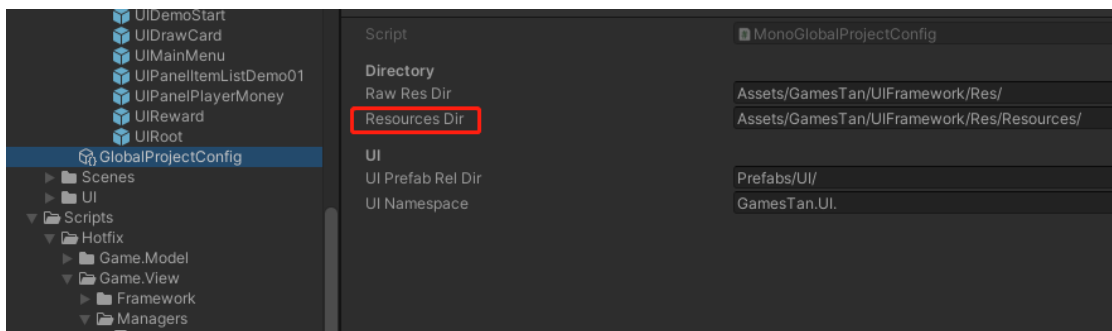 UIDemoStart
UIDrawCard
UIMainMenu
UIPanelItemListDemo01
UIPanelPlayerMoney
UIReward
UIRoot
GlobalProjectConfig
Scenes
UI
Scripts
Hotfix
Game.Model
Game.View
Framework
Managers
Script MonoGlobalProjectConfig
Directory
Raw Res Dir Assets/GamesTan/UIFramework/Res/
Resources Dir Assets/GamesTan/UIFramework/Res/Resources/
UI
UI Prefab Rel Dir Prefabs/UI/
UI Namespace GamesTan.UI.